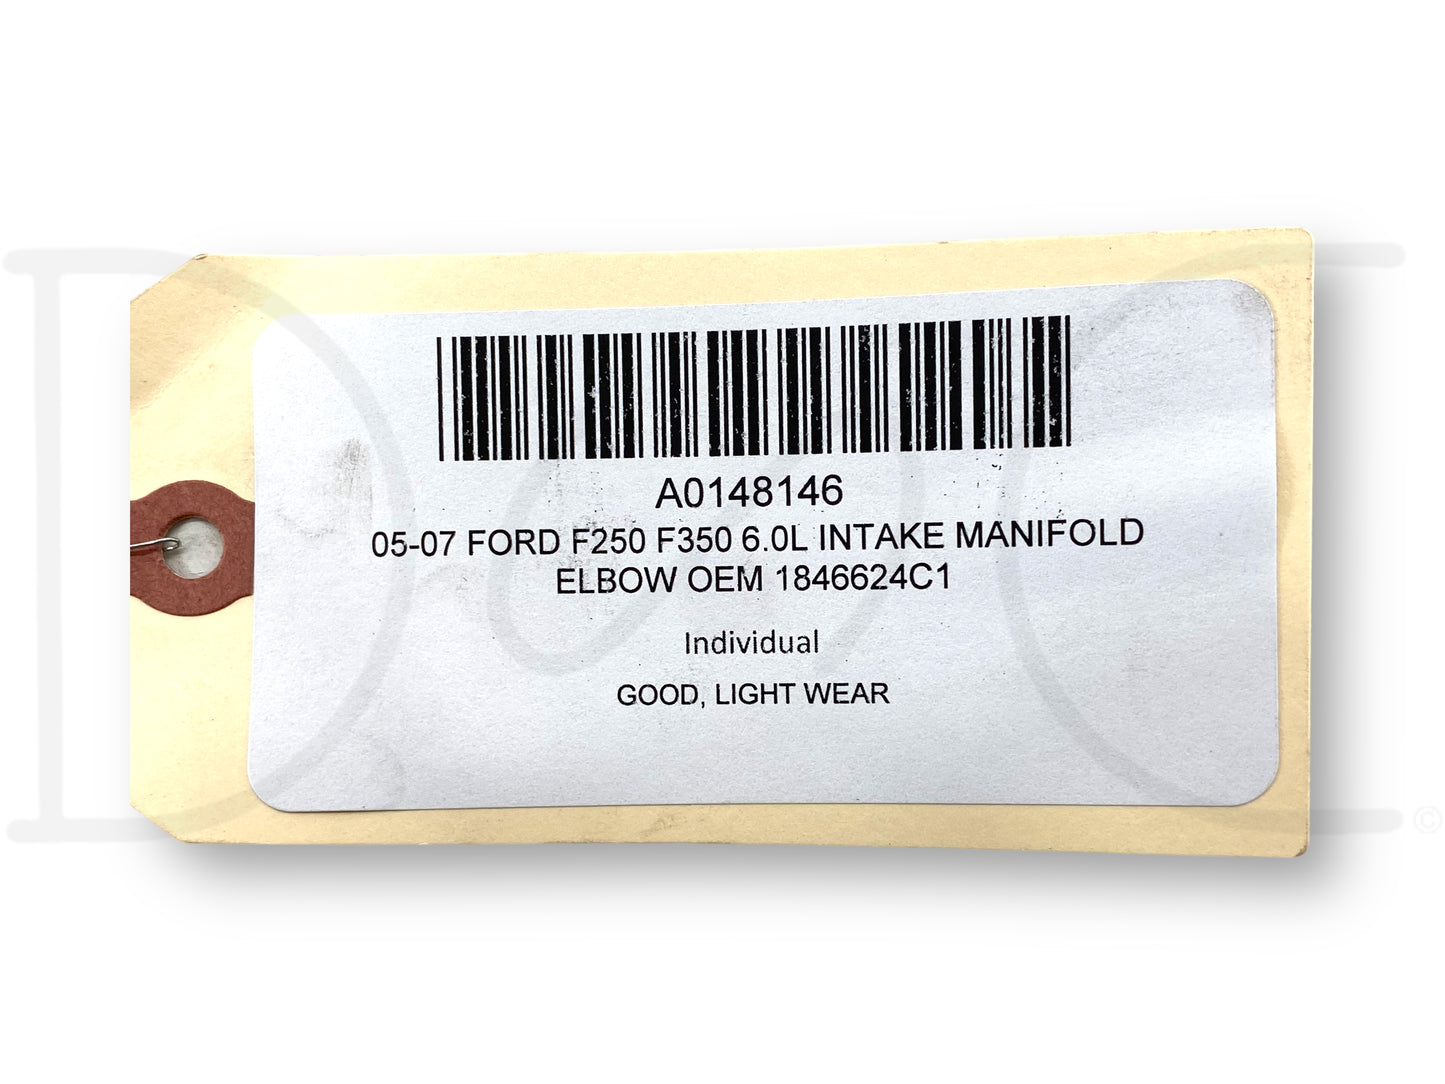 A0148146
05-07 FORD F250 F350 6.0L INTAKE MANIFOLD
ELBOW OEM 1846624C1
Individual
GOOD, LIGHT WEAR
©